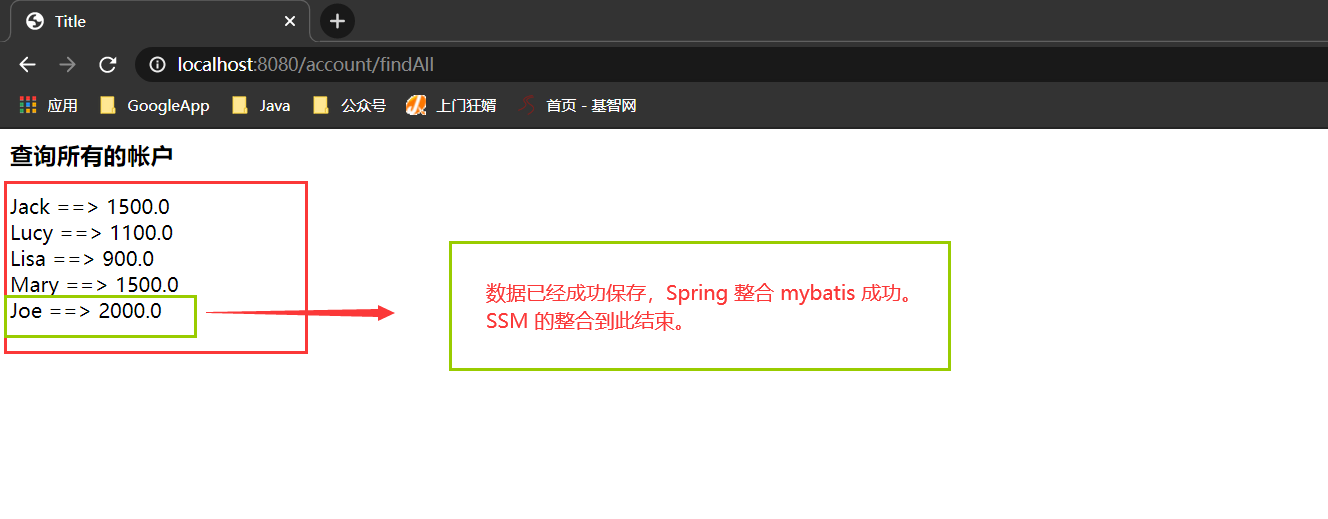 Title
localhost:8080/account/findAll
应用 GoogleApp Java 公众号 上门狂婿 首页 - 基智网
查询所有的帐户
Jack ==> 1500.0
Lucy ==> 1100.0
Lisa ==> 900.0
Mary ==> 1500.0
Joe ==> 2000.0
数据已经成功保存，Spring 整合 mybatis 成功。
SSM 的整合到此结束。